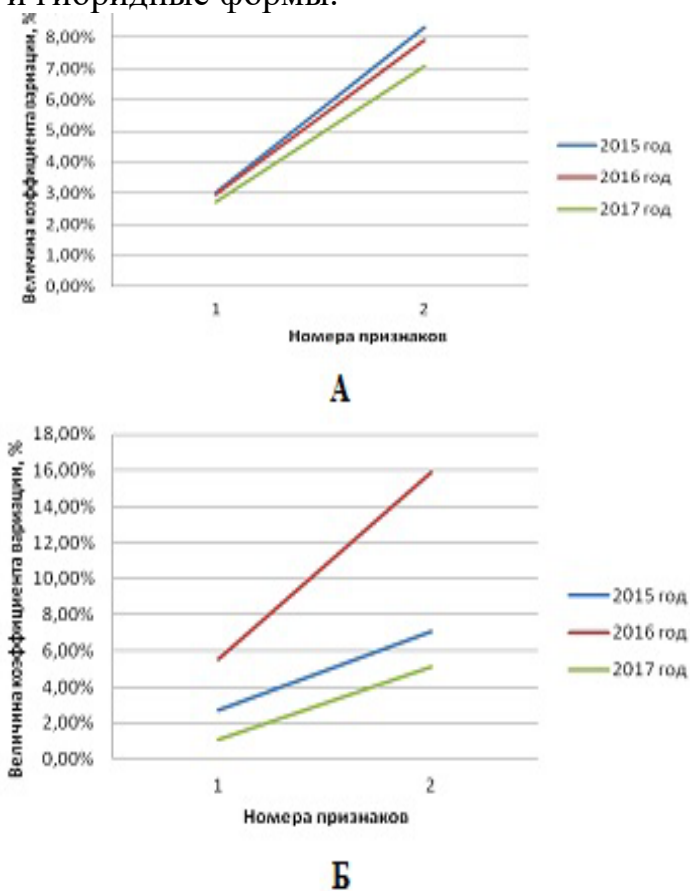 и гибридные формы.
Величина коэффициента вариации, %
8,00%
7,00%
6,00%
5,00%
4,00%
3,00%
2,00%
1,00%
0,00%
1 2
Номера признаков
2015 год
2016 год
2017 год
А
Величина коэффициента вариации, %
18,00%
16,00%
14,00%
12,00%
10,00%
8,00%
6,00%
4,00%
2,00%
0,00%
1 2
Номера признаков
2015 год
2016 год
2017 год
Б